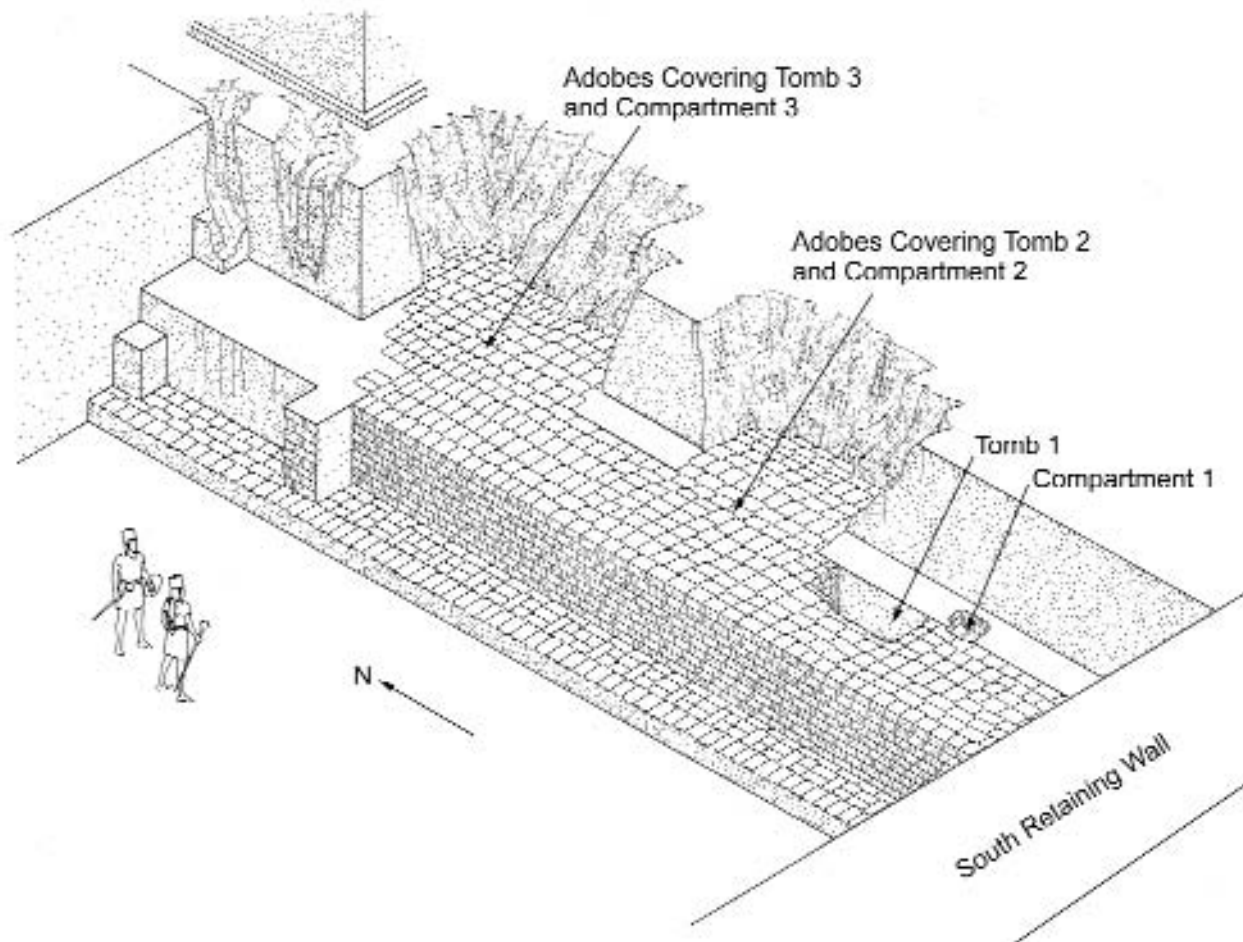 Adobes Covering Tomb 3
and Compartment 3
Adobes Covering Tomb 2
and Compartment 2
Tomb 1
Compartment 1
N
South Retaining Wall